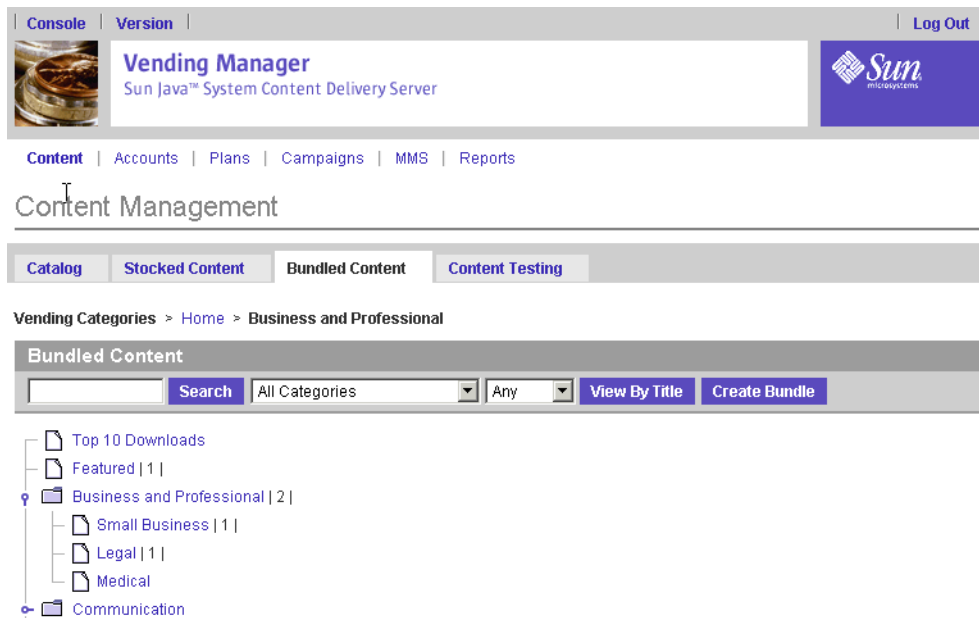 | Console | Version | | Log Out
Vending Manager
Sun Java™ System Content Delivery Server
Sun
microsystems
Content | Accounts | Plans | Campaigns | MMS | Reports
Content Management
Catalog Stocked Content Bundled Content Content Testing
Vending Categories > Home > Business and Professional
Bundled Content
Search All Categories Any View By Title Create Bundle
Top 10 Downloads
Featured | 1 |
Business and Professional | 2 |
Small Business | 1 |
Legal | 1 |
Medical
Communication